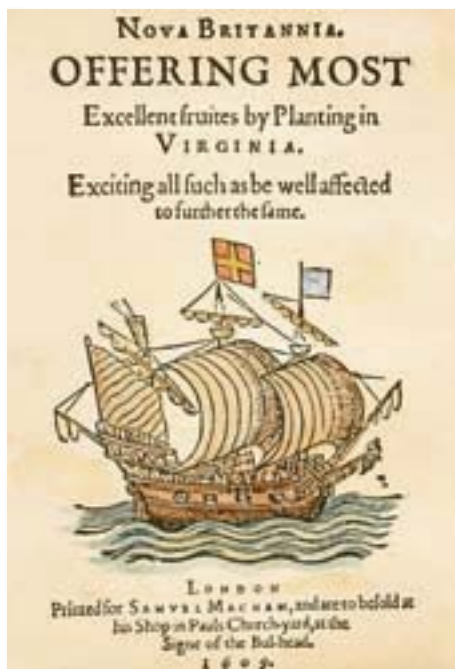 NOVA BRITANNIA.
OFFERING MOST
Excellent fruites by Planting in
VIRGINIA.
Exciting all such as be well affected
to further the same.
LONDON
Printed for SAMVEL MACHAM, and are to be sold at
his Shop in Pauls Church-yard, at the
Signe of the Bul-head.
1609.